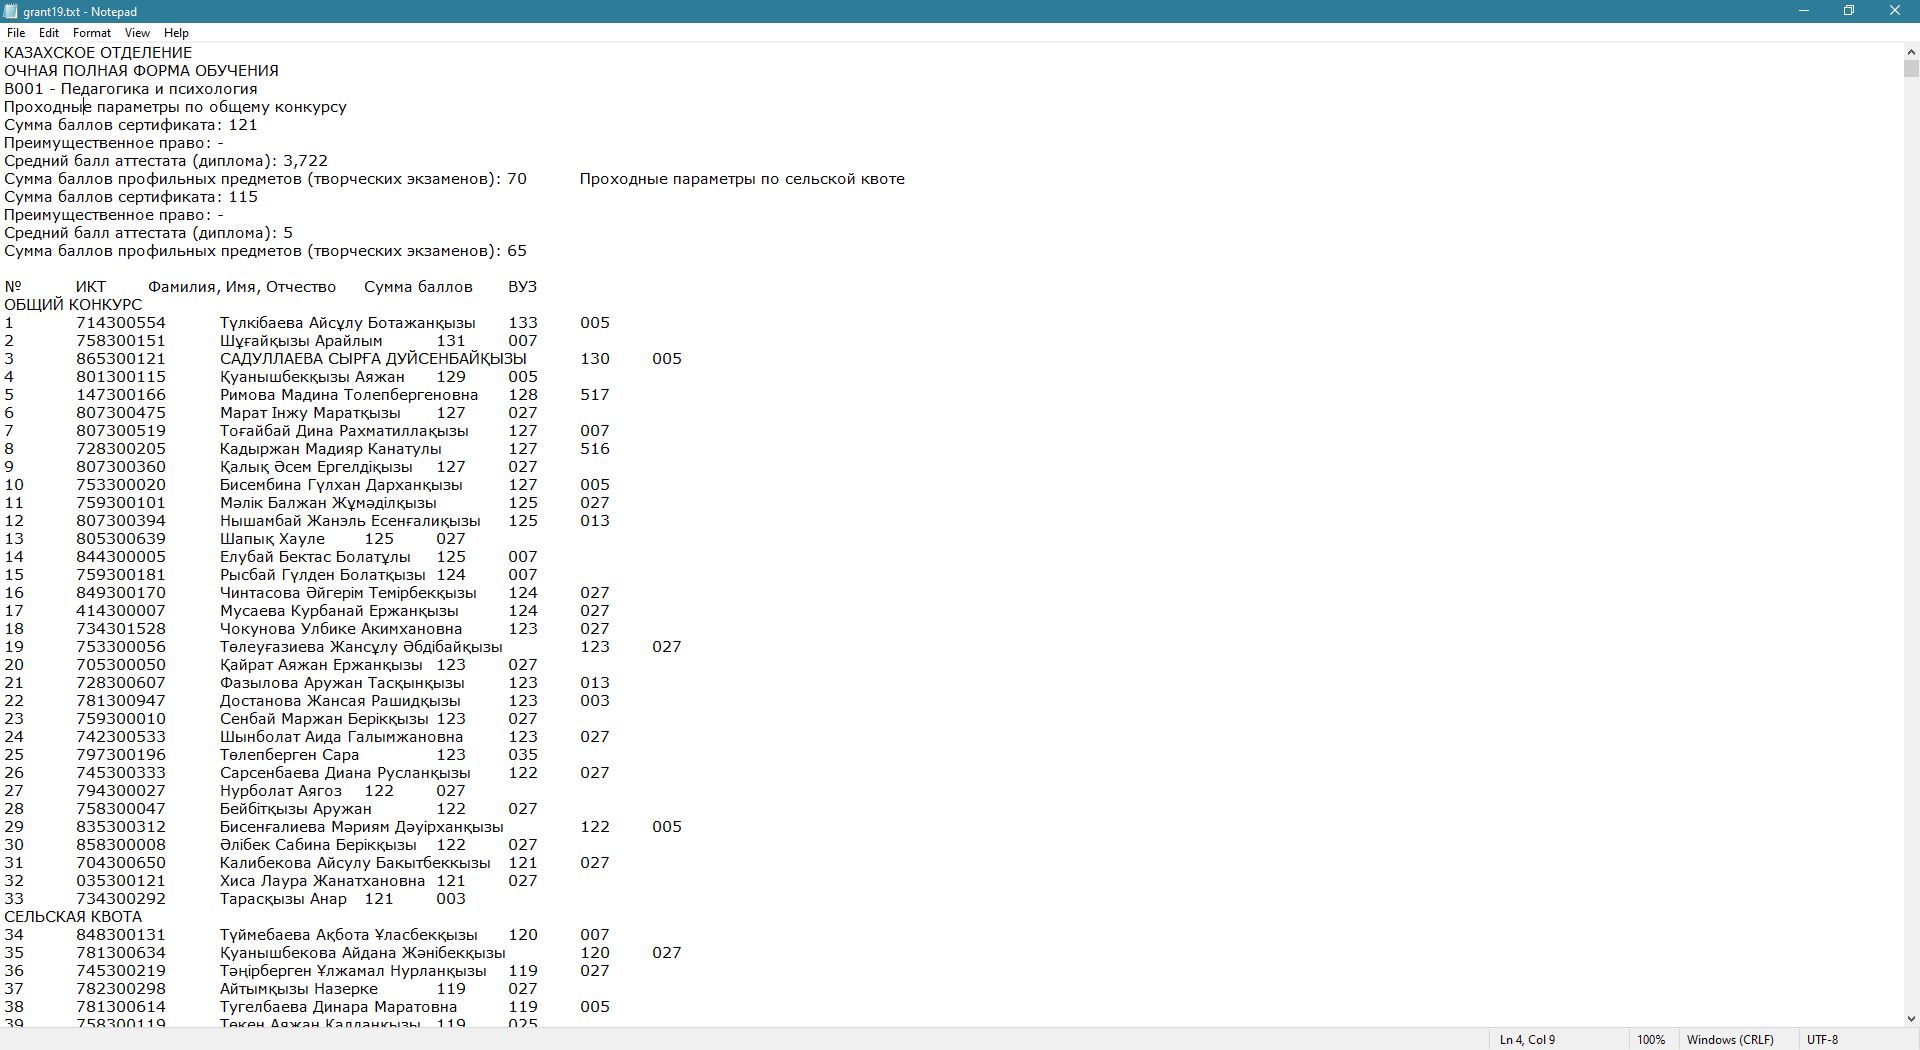 grant19.txt - Notepad
File Edit Format View Help
КАЗАХСКОЕ ОТДЕЛЕНИЕ
ОЧНАЯ ПОЛНАЯ ФОРМА ОБУЧЕНИЯ
B001 - Педагогика и психология
Проходные параметры по общему конкурсу
Сумма баллов сертификата: 121
Преимущественное право: -
Средний балл аттестата (диплома): 3,722
Сумма баллов профильных предметов (творческих экзаменов): 70 Проходные параметры по сельской квоте
Сумма баллов сертификата: 115
Преимущественное право: -
Средний балл аттестата (диплома): 5
Сумма баллов профильных предметов (творческих экзаменов): 65
№ ИКТ Фамилия, Имя, Отчество Сумма баллов ВУЗ
ОБЩИЙ КОНКУРС
1 714300554 Түлкібаева Айсұлу Ботажанқызы 133 005
2 758300151 Шұғайқызы Арайлым 131 007
3 865300121 САДУЛЛАЕВА СЫРҒА ДУЙСЕНБАЙҚЫЗЫ 130 005
4 801300115 Қуанышбекқызы Аяжан 129 005
5 147300166 Римова Мадина Толепбергеновна 128 517
6 807300475 Марат Інжу Маратқызы 127 027
7 807300519 Тоғайбай Дина Рахматиллақызы 127 007
8 728300205 Кадыржан Мадияр Канатулы 127 516
9 807300360 Қалық Әсем Ергелдіқызы 127 027
10 753300020 Бисембина Гүлхан Дарханқызы 127 005
11 759300101 Мәлік Балжан Жұмәділқызы 125 027
12 807300394 Нышамбай Жанэль Есенғалиқызы 125 013
13 805300639 Шапық Хауле 125 027
14 844300005 Елубай Бектас Болатұлы 125 007
15 759300181 Рысбай Гүлден Болатқызы 124 007
16 849300170 Чинтасова Әйгерім Темірбекқызы 124 027
17 414300007 Мусаева Курбанай Ержанқызы 124 027
18 734301528 Чокунова Улбике Акимхановна 123 027
19 753300056 Төлеуғазиева Жансұлу Әбдібайқызы 123 027
20 705300050 Қайрат Аяжан Ержанқызы 123 027
21 728300607 Фазылова Аружан Тасқынқызы 123 013
22 781300947 Достанова Жансая Рашидқызы 123 003
23 759300010 Сенбай Маржан Берікқызы 123 027
24 742300533 Шынболат Аида Галымжановна 123 027
25 797300196 Төлепберген Сара 123 035
26 745300333 Сарсенбаева Диана Русланқызы 122 027
27 794300027 Нурболат Аягоз 122 027
28 758300047 Бейбітқызы Аружан 122 027
29 835300312 Бисенғалиева Мәриям Дәуірханқызы 122 005
30 858300008 Әлібек Сабина Берікқызы 122 027
31 704300650 Калибекова Айсулу Бакытбеккызы 121 027
32 035300121 Хиса Лаура Жанатхановна 121 027
33 734300292 Тарасқызы Анар 121 003
СЕЛЬСКАЯ КВОТА
34 848300131 Түймебаева Ақбота Ұласбекқызы 120 007
35 781300634 Қуанышбекова Айдана Жәнібекқызы 120 027
36 745300219 Тәңірберген Ұлжамал Нурланқызы 119 027
37 782300298 Айтымқызы Назерке 119 027
38 781300614 Тугелбаева Динара Маратовна 119 005
39 758300119 Төкен Аяжан Қалданқызы 119 025
Ln 4, Col 9 100% Windows (CRLF) UTF-8